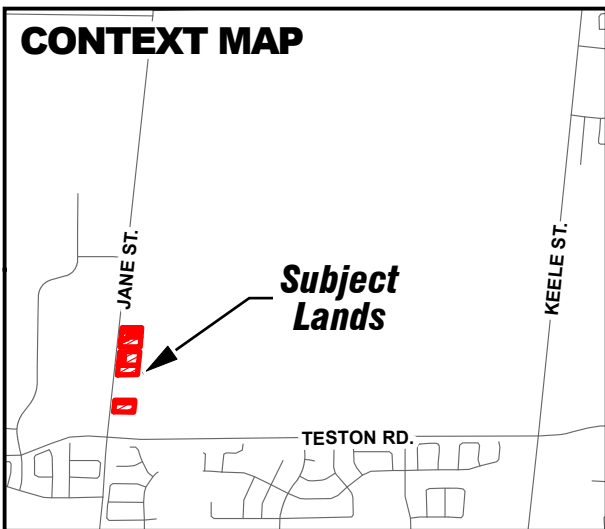 CONTEXT MAP
JANE ST.
KEELE ST.
Subject
Lands
TESTON RD.